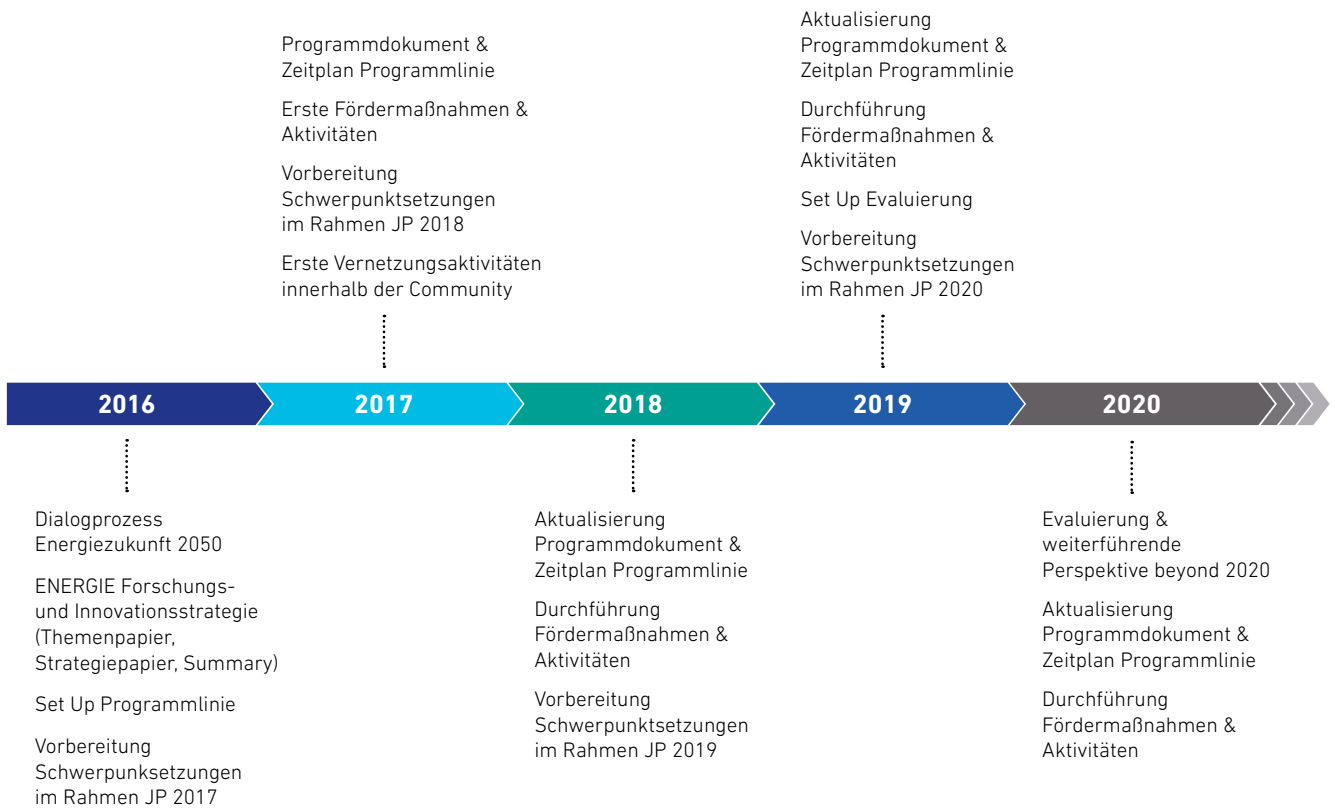 Programmdokument &
Zeitplan Programmlinie
Erste Fördermaßnahmen &
Aktivitäten
Vorbereitung
Schwerpunktsetzungen
im Rahmen JP 2018
Erste Vernetzungsaktivitäten
innerhalb der Community
Aktualisierung
Programmdokument &
Zeitplan Programmlinie
Durchführung
Fördermaßnahmen &
Aktivitäten
Set Up Evaluierung
Vorbereitung
Schwerpunktsetzungen
im Rahmen JP 2020
2016
2017
2018
2019
2020
Dialogprozess
Energiezukunft 2050
ENERGIE Forschungs-
und Innovationsstrategie
(Themenpapier,
Strategiepapier, Summary)
Set Up Programmlinie
Vorbereitung
Schwerpunksetzungen
im Rahmen JP 2017
Aktualisierung
Programmdokument &
Zeitplan Programmlinie
Durchführung
Fördermaßnahmen &
Aktivitäten
Vorbereitung
Schwerpunktsetzungen
im Rahmen JP 2019
Evaluierung &
weiterführende
Perspektive beyond 2020
Aktualisierung
Programmdokument &
Zeitplan Programmlinie
Durchführung
Fördermaßnahmen &
Aktivitäten